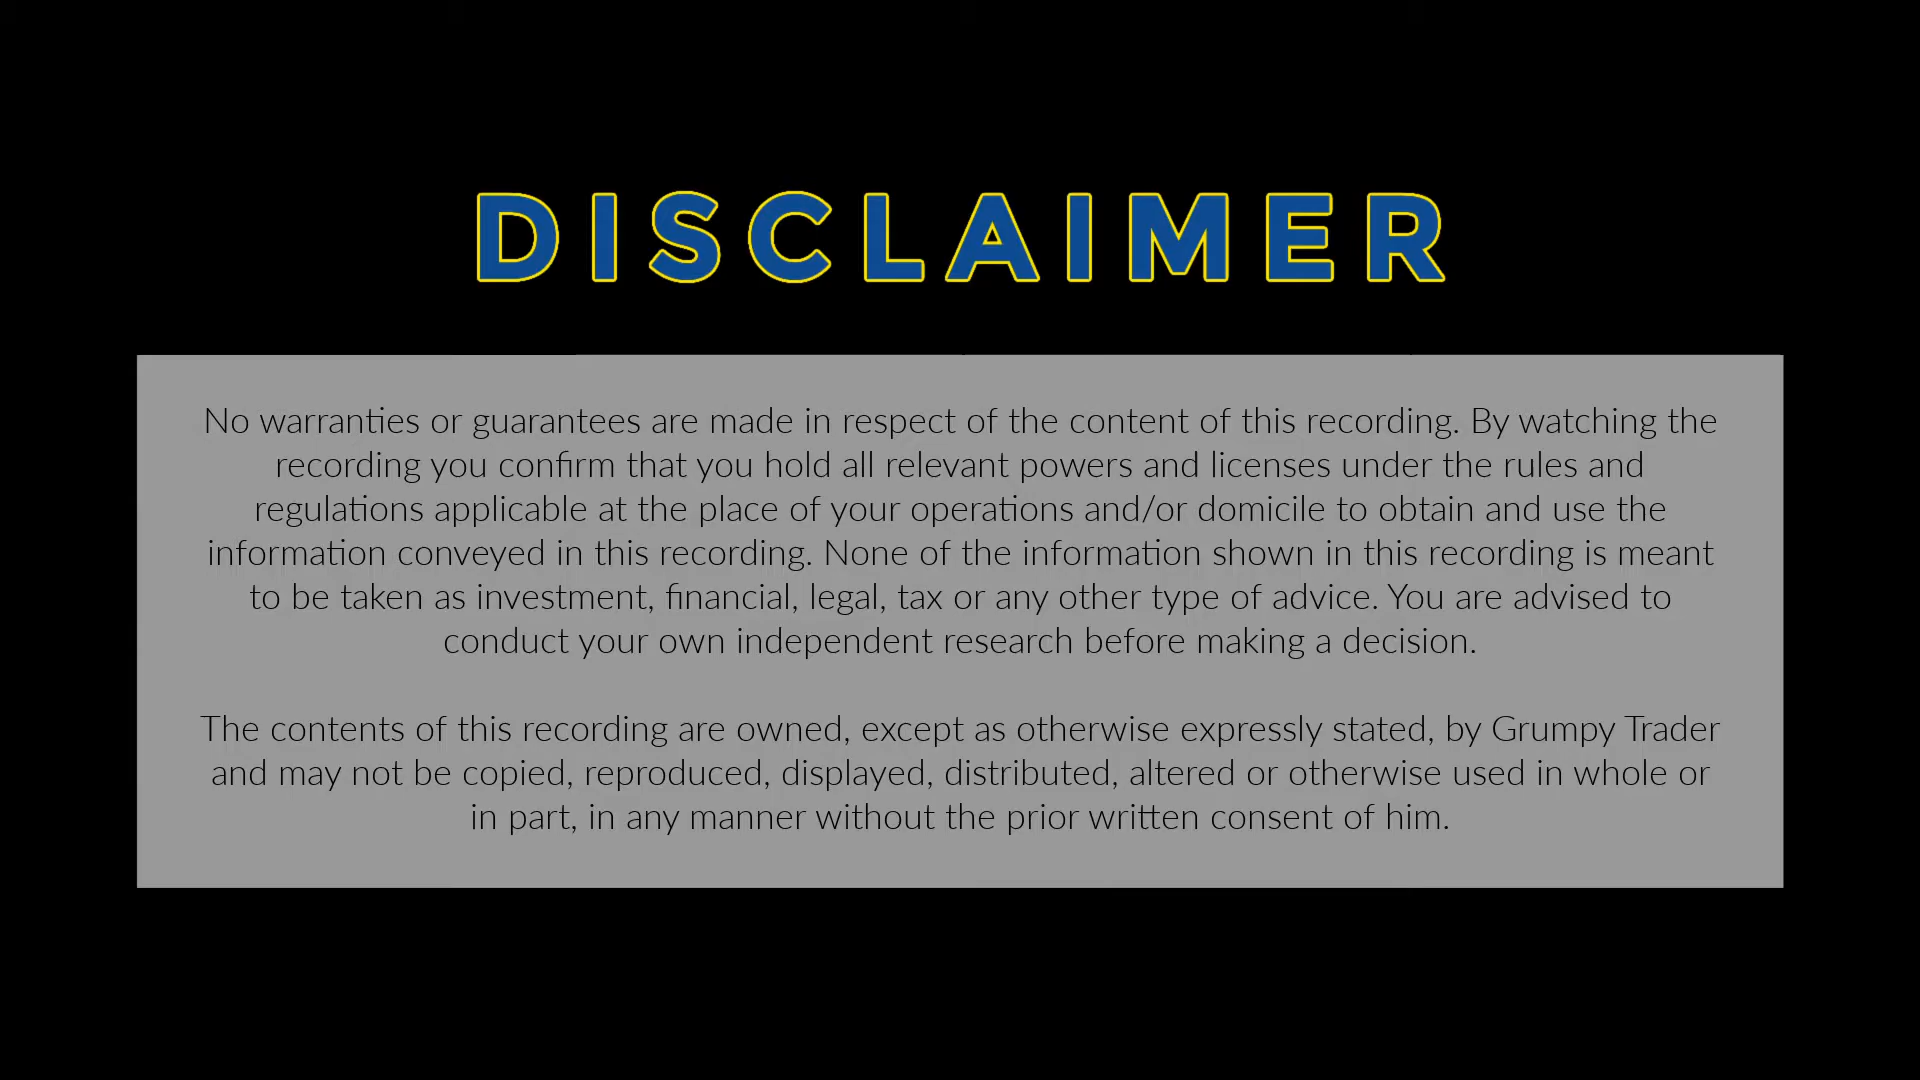 DISCLAIMER
No warranties or guarantees are made in respect of the content of this recording. By watching the
recording you confirm that you hold all relevant powers and licenses under the rules and
regulations applicable at the place of your operations and/or domicile to obtain and use the
information conveyed in this recording. None of the information shown in this recording is meant
to be taken as investment, financial, legal, tax or any other type of advice. You are advised to
conduct your own independent research before making a decision.
The contents of this recording are owned, except as otherwise expressly stated, by Grumpy Trader
and may not be copied, reproduced, displayed, distributed, altered or otherwise used in whole or
in part, in any manner without the prior written consent of him.